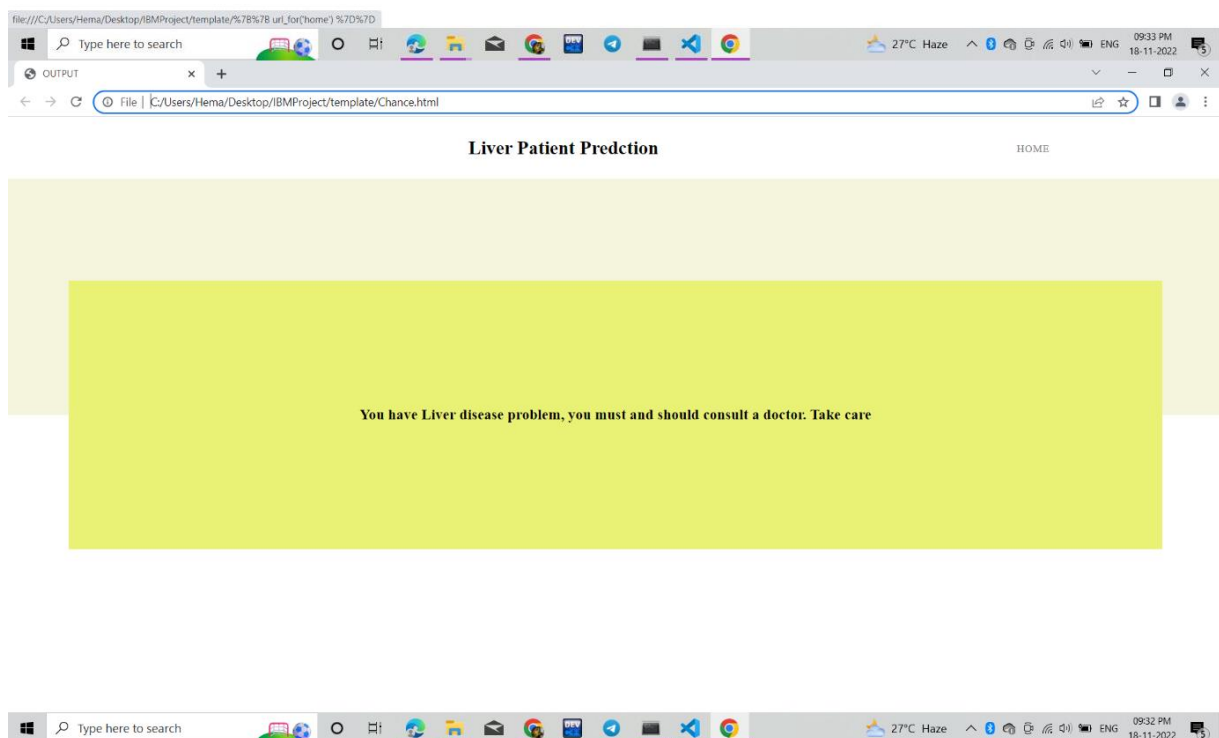 file:///C:/Users/Hema/Desktop/IBMProject/template/%7B%7B url_for('home') %7D%7D
Type here to search
27°C Haze
ENG
09:33 PM
18-11-2022
5
OUTPUT
File | C:/Users/Hema/Desktop/IBMProject/template/Chance.html
Liver Patient Predction
HOME
You have Liver disease problem, you must and should consult a doctor. Take care
Type here to search
27°C Haze
ENG
09:32 PM
18-11-2022
5